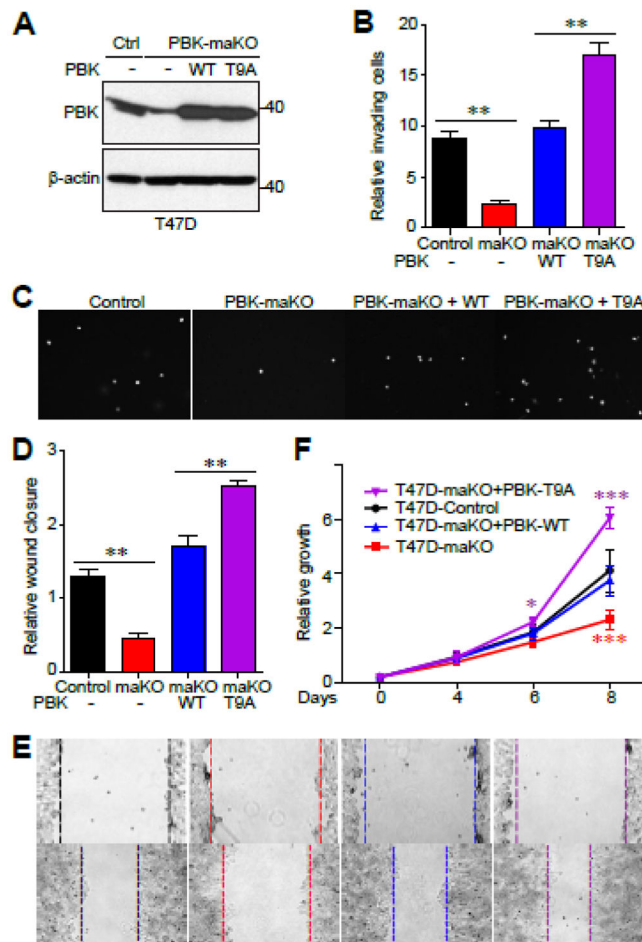 A
Ctrl PBK-maKO
PBK - - WT T9A
PBK
-40
β-actin
-40
T47D
B
Relative invading cells
20
15
10
5
0
**
**
Control maKO maKO maKO
PBK - - WT T9A
C
Control PBK-maKO PBK-maKO + WT PBK-maKO + T9A
D
Relative wound closure
3
2
1
0
**
**
Control maKO maKO maKO
PBK - - WT T9A
F
Relative growth
6
4
2
0
T47D-maKO+PBK-T9A
T47D-Control
T47D-maKO+PBK-WT
T47D-maKO
***
*
***
Days 0 4 6 8
E